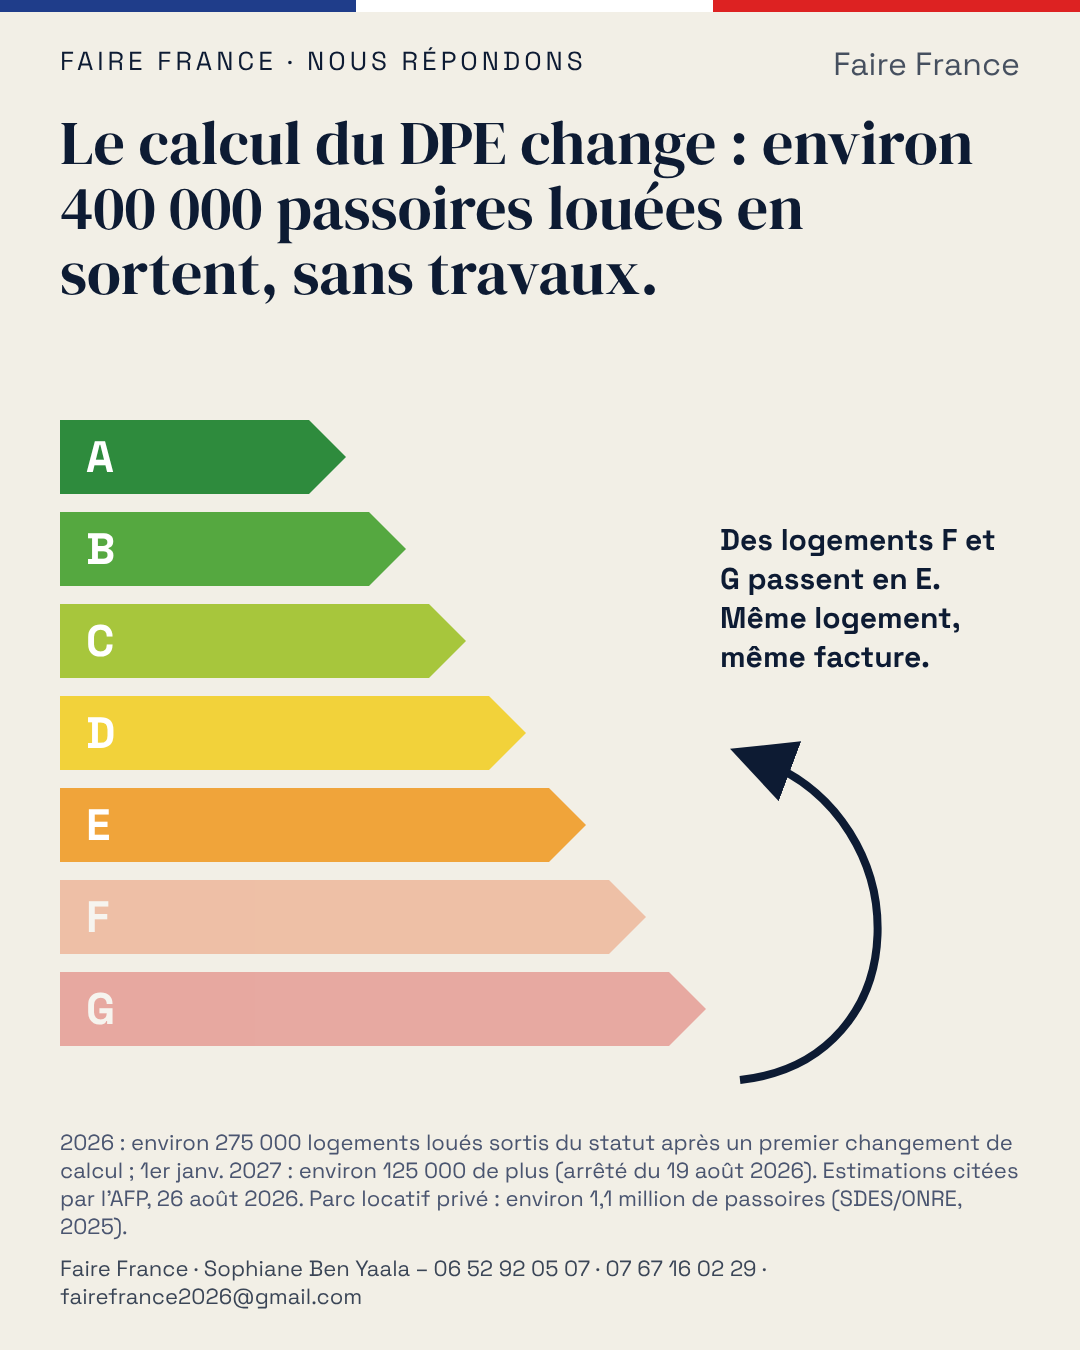 FAIRE FRANCE · NOUS RÉPONDONS
Faire France
Le calcul du DPE change : environ
400 000 passoires louées en
sortent, sans travaux.
A
B
C
D
E
F
G
Des logements F et
G passent en E.
Même logement,
même facture.
2026 : environ 275 000 logements loués sortis du statut après un premier changement de
calcul ; 1er janv. 2027 : environ 125 000 de plus (arrêté du 19 août 2026). Estimations citées
par l’AFP, 26 août 2026. Parc locatif privé : environ 1,1 million de passoires (SDES/ONRE,
2025).
Faire France · Sophiane Ben Yaala – 06 52 92 05 07 · 07 67 16 02 29 ·
fairefrance2026@gmail.com